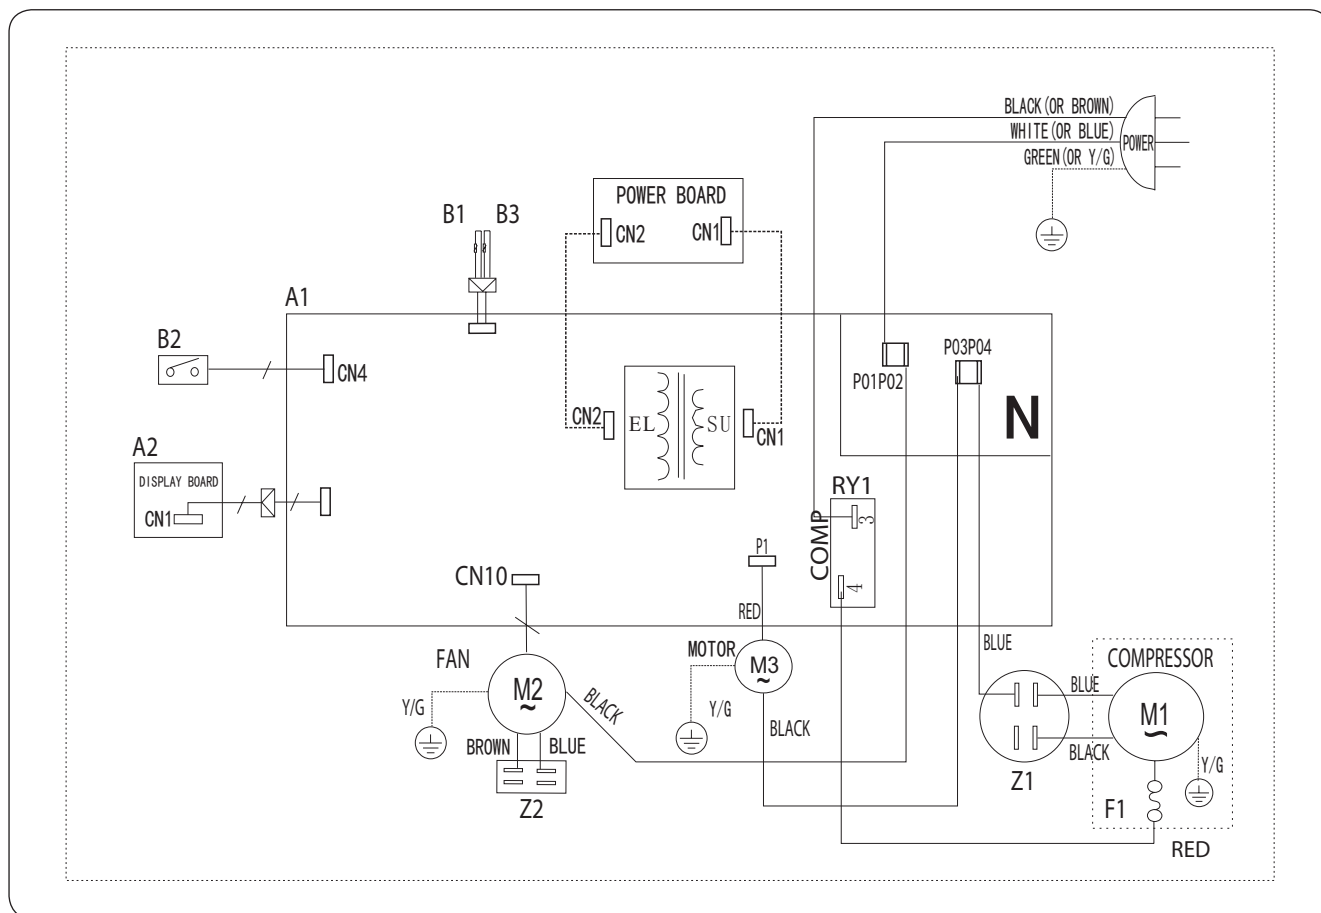 BLACK(OR BROWN)
WHITE(OR BLUE)
POWER
GREEN(OR Y/G)
POWER BOARD
B1 B3
CN2 CN1
A1
B2
P03P04
CN4
P01P02
N
CN2
EL
SU
CN1
A2
DISPLAY BOARD
CN1
RY1
COMP
3
4
P1
CN10
RED
BLUE
MOTOR
FAN
M3
~
COMPRESSOR
M2
~
BLACK
BLUE
Y/G
Y/G
M1
~
BLACK
BROWN
BLUE
BLACK
Y/G
Z1
Z2
F1
RED